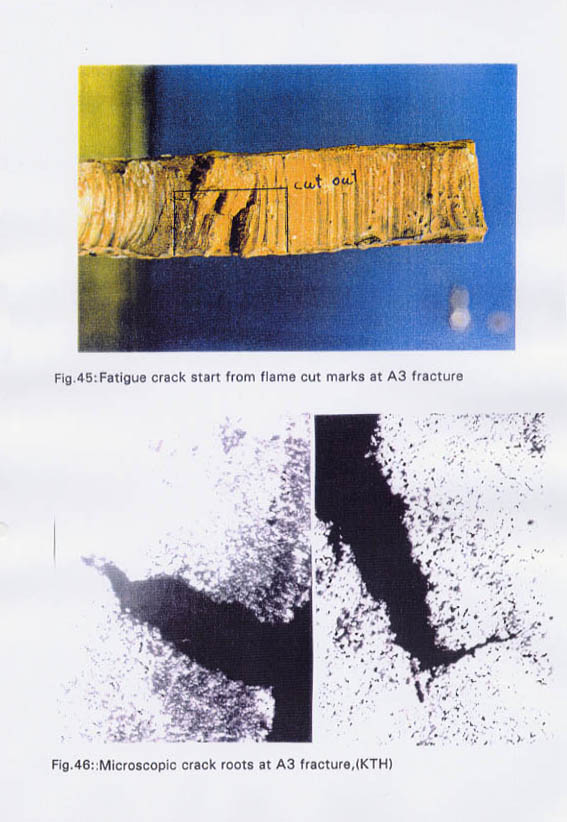 cut out
Fig.45:Fatigue crack start from flame cut marks at A3 fracture
Fig.46::Microscopic crack roots at A3 fracture,(KTH)